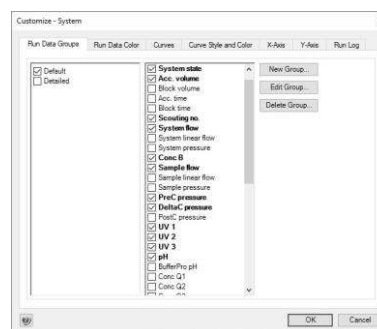 Customize - System
Run Data Groups Run Data Color Curves Curve Style and Color X-Axis Y-Axis Run Log
Default
Detailed
System state
Acc. volume
Block volume
Acc. time
Block time
Scouting no.
System flow
System linear flow
System pressure
Conc B
Sample flow
Sample linear flow
Sample pressure
PreC pressure
DeltaC pressure
PostC pressure
UV 1
UV 2
UV 3
pH
BufferPro pH
Conc Q1
Conc Q2
New Group...
Edit Group...
Delete Group...
OK Cancel